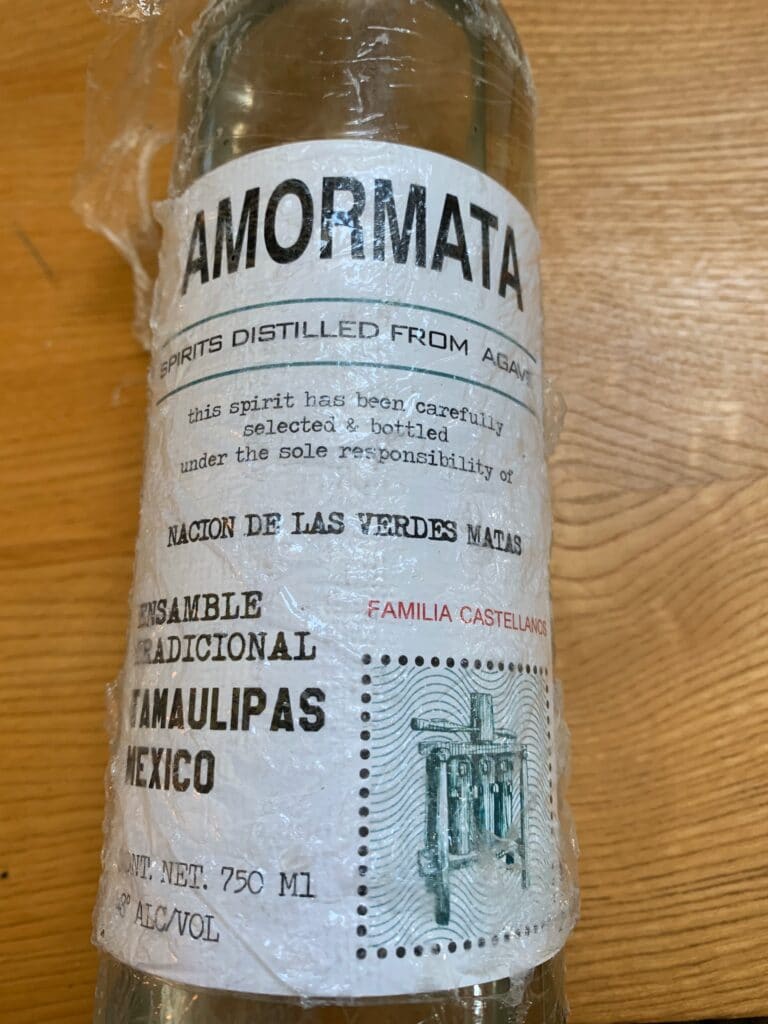 AMORMATA
SPIRITS DISTILLED FROM AGAVE
this spirit has been carefully
selected & bottled
under the sole responsibility of
NACION DE LAS VERDES MATAS
ENSAMBLE
TRADICIONAL
FAMILIA CASTELLANOS
TAMAULIPAS
MEXICO
CONT. NET. 750 Ml
ALC/VOL